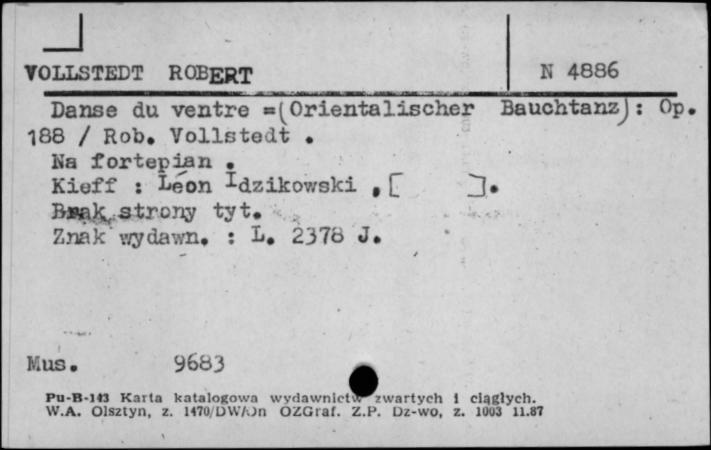 VOLLSTEDT ROBERT
N 4886
Danse du ventre =(Orientalischer Bauchtanz): Op.
188 / Rob. Vollstedt .
Na fortepian .
Kieff : Léon Idzikowski , [ ].
Brak strony tyt.
Znak wydawn. : L. 2378 J.
Mus. 9683
Pu-B-143 Karta katalogowa wydawnictw zwartych i ciągłych.
W.A. Olsztyn, z. 1470/DW/On OZGraf. Z.P. Dz-wo, z. 1003 11.87